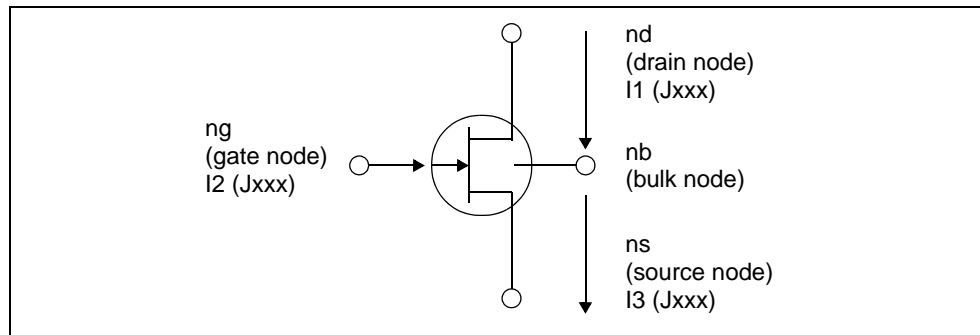 nd
(drain node)
I1 (Jxxx)
ng
(gate node)
I2 (Jxxx)
nb
(bulk node)
ns
(source node)
I3 (Jxxx)